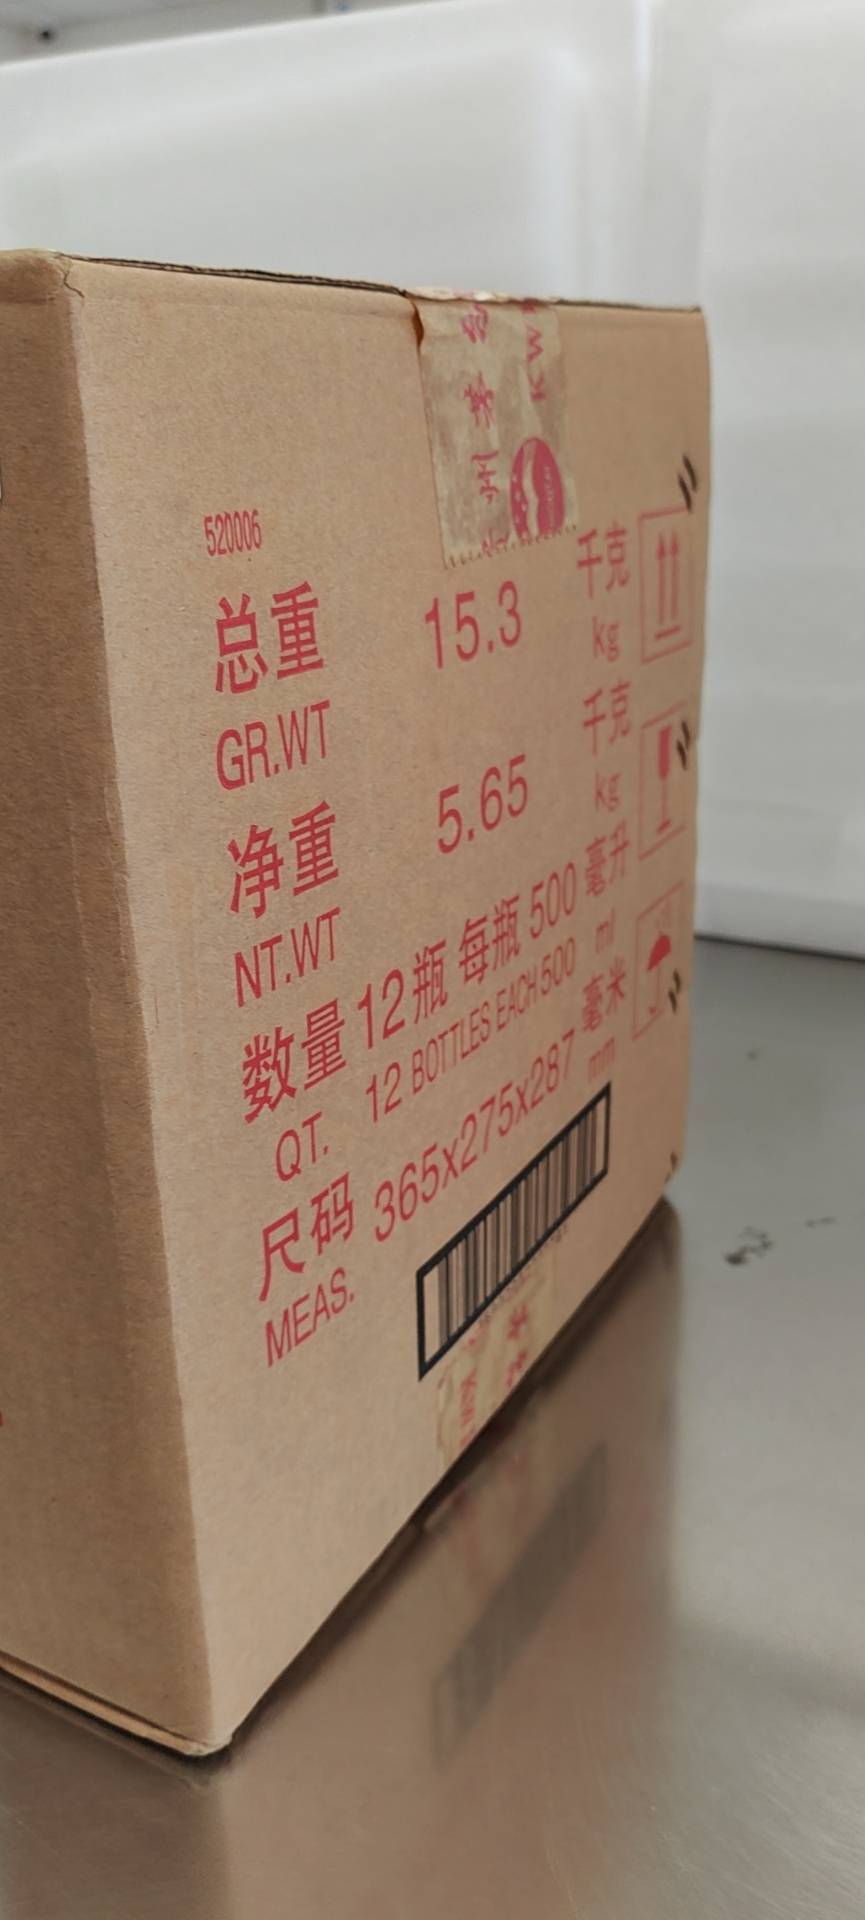 520006
总重 15.3 千克
GR.WT kg
净重 5.65 千克
NT.WT kg
数量 12瓶 每瓶 500 毫升
QT. 12 BOTTLES EACH 500 ml
尺码 365x275x287 毫米
MEAS. mm